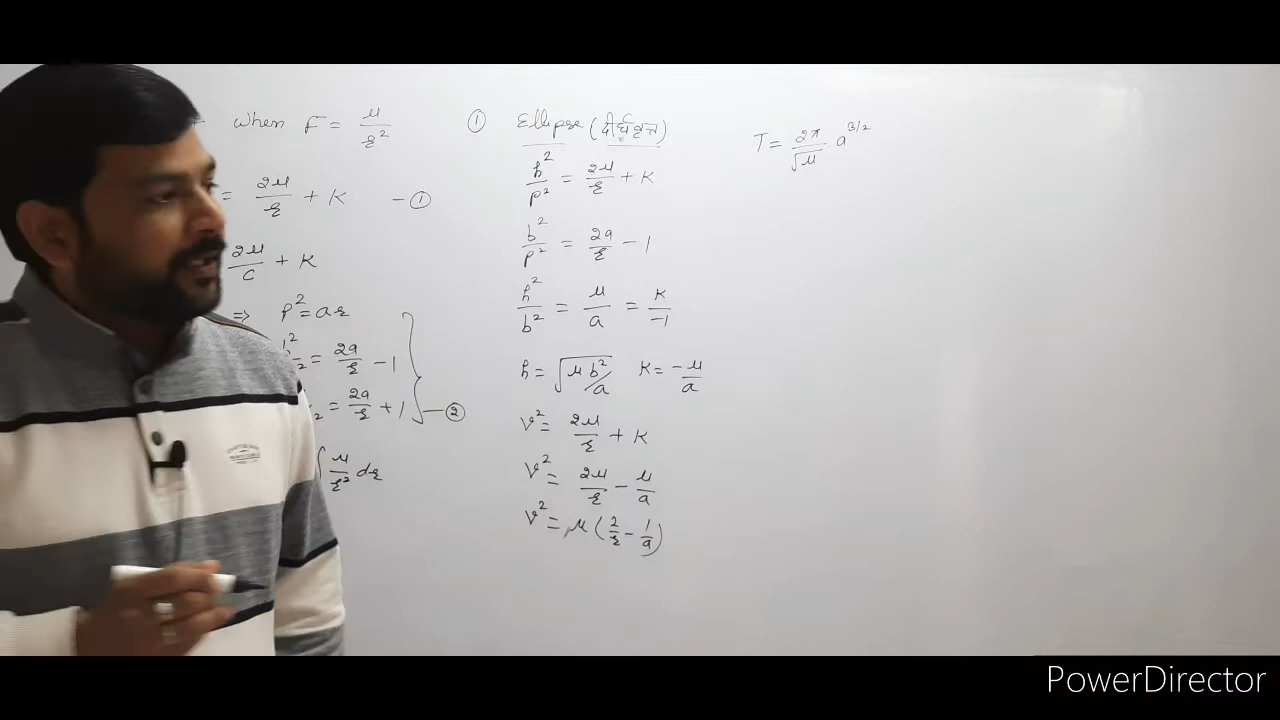 when F = μ/r²
= 2μ/r + K —①
2μ/c + K
⇒ p² = ar
= 2a/r - 1
= 2a/r + 1 —②
∫ μ/r² dr
① Ellipse (दीर्घवृत्त)
h²/p² = 2μ/r + K
b²/p² = 2a/r - 1
h²/b² = μ/a = K/-1
h = √(μ b²/a) K = -μ/a
v² = 2μ/r + K
v² = 2μ/r - μ/a
v² = μ (2/r - 1/a)
T = 2π/√μ a^3/2
PowerDirector